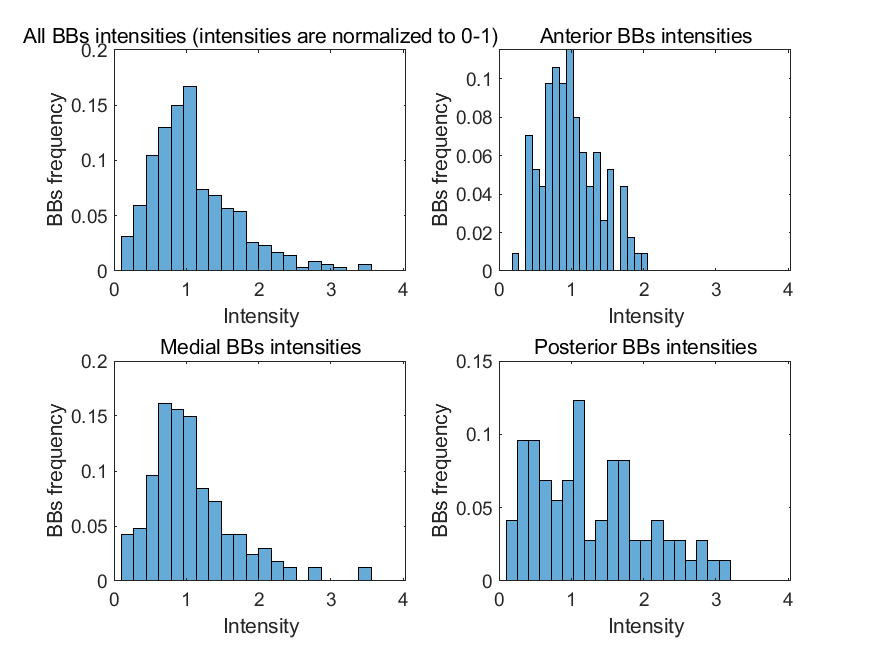 All BBs intensities (intensities are normalized to 0-1)
0.2
0.15
0.1
0.05
0
BBs frequency
0 1 2 3 4
Intensity
Anterior BBs intensities
0.1
0.08
0.06
0.04
0.02
0
BBs frequency
0 1 2 3 4
Intensity
Medial BBs intensities
0.2
0.15
0.1
0.05
0
BBs frequency
0 1 2 3 4
Intensity
Posterior BBs intensities
0.15
0.1
0.05
0
BBs frequency
0 1 2 3 4
Intensity